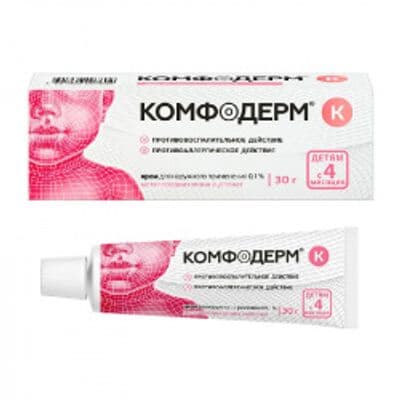 КОМФОДЕРМ® К
ПРОТИВОВОСПАЛИТЕЛЬНОЕ ДЕЙСТВИЕ
ПРОТИВОАЛЛЕРГИЧЕСКОЕ ДЕЙСТВИЕ
крем для наружного применения 0,1%
30 г
ДЕТЯМ
с 4
МЕСЯЦЕВ
КОМФОДЕРМ® К
ПРОТИВОВОСПАЛИТЕЛЬНОЕ ДЕЙСТВИЕ
ПРОТИВОАЛЛЕРГИЧЕСКОЕ ДЕЙСТВИЕ
30 г
ДЕТЯМ
с 4
МЕСЯЦЕВ